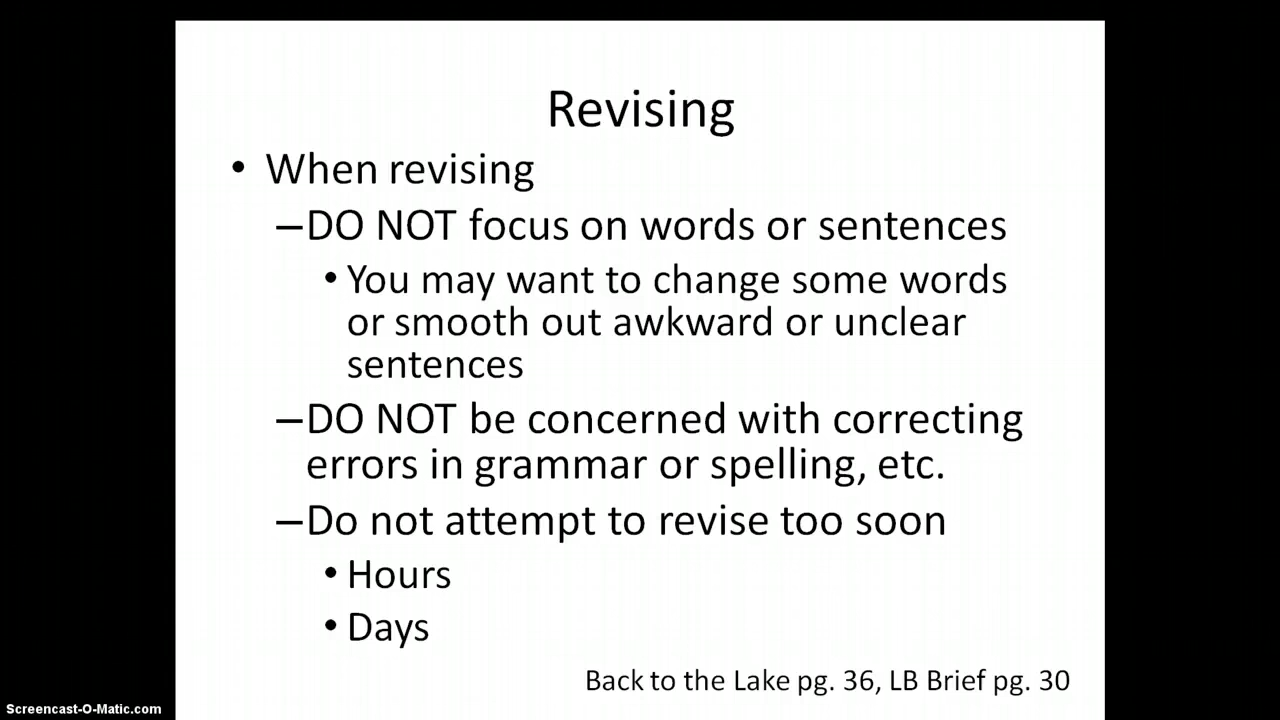 Revising
• When revising
–DO NOT focus on words or sentences
• You may want to change some words
or smooth out awkward or unclear
sentences
–DO NOT be concerned with correcting
errors in grammar or spelling, etc.
–Do not attempt to revise too soon
• Hours
• Days
Back to the Lake pg. 36, LB Brief pg. 30
Screencast-O-Matic.com